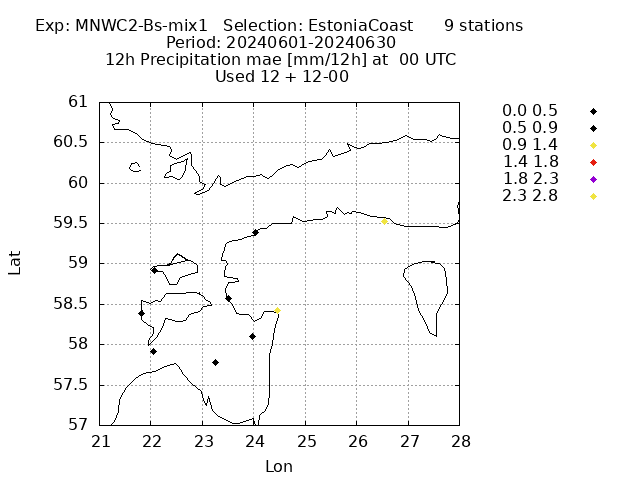 Exp: MNWC2-Bs-mix1   Selection: EstoniaCoast      9 stations
Period: 20240601-20240630
12h Precipitation mae [mm/12h] at  00 UTC
Used 12 + 12-00
0.0 0.5
0.5 0.9
0.9 1.4
1.4 1.8
1.8 2.3
2.3 2.8
61
60.5
60
59.5
59
58.5
58
57.5
57
Lat
21 22 23 24 25 26 27 28
Lon